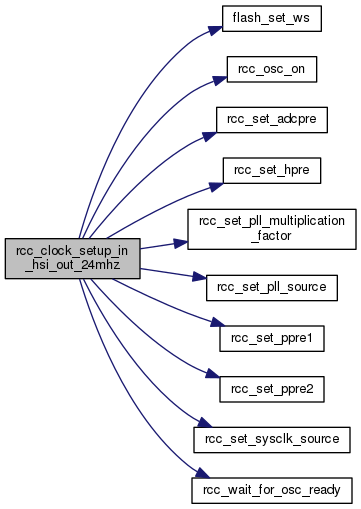 flash_set_ws
rcc_osc_on
rcc_set_adcpre
rcc_set_hpre
rcc_set_pll_multiplication
_factor
rcc_clock_setup_in
_hsi_out_24mhz
rcc_set_pll_source
rcc_set_ppre1
rcc_set_ppre2
rcc_set_sysclk_source
rcc_wait_for_osc_ready